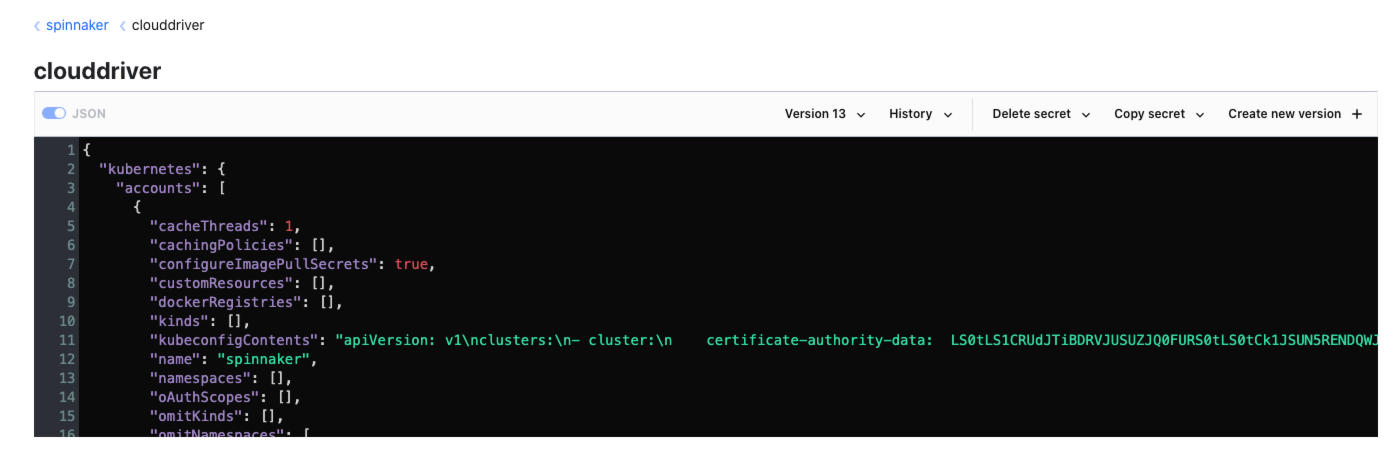 spinnaker clouddriver
clouddriver
JSON Version 13 History Delete secret Copy secret Create new version +
1 {
2 "kubernetes": {
3 "accounts": [
4 {
5 "cacheThreads": 1,
6 "cachingPolicies": [],
7 "configureImagePullSecrets": true,
8 "customResources": [],
9 "dockerRegistries": [],
10 "kinds": [],
11 "kubeconfigContents": "apiVersion: v1\nclusters:\n- cluster:\n    certificate-authority-data:  LS0tLS1CRUdJTiBDRVJUSUZJQ0FURS0tLS0tCk1JSUN5RENDQWJ
12 "name": "spinnaker",
13 "namespaces": [],
14 "oAuthScopes": [],
15 "omitKinds": [],
16 "omitNamespaces": [